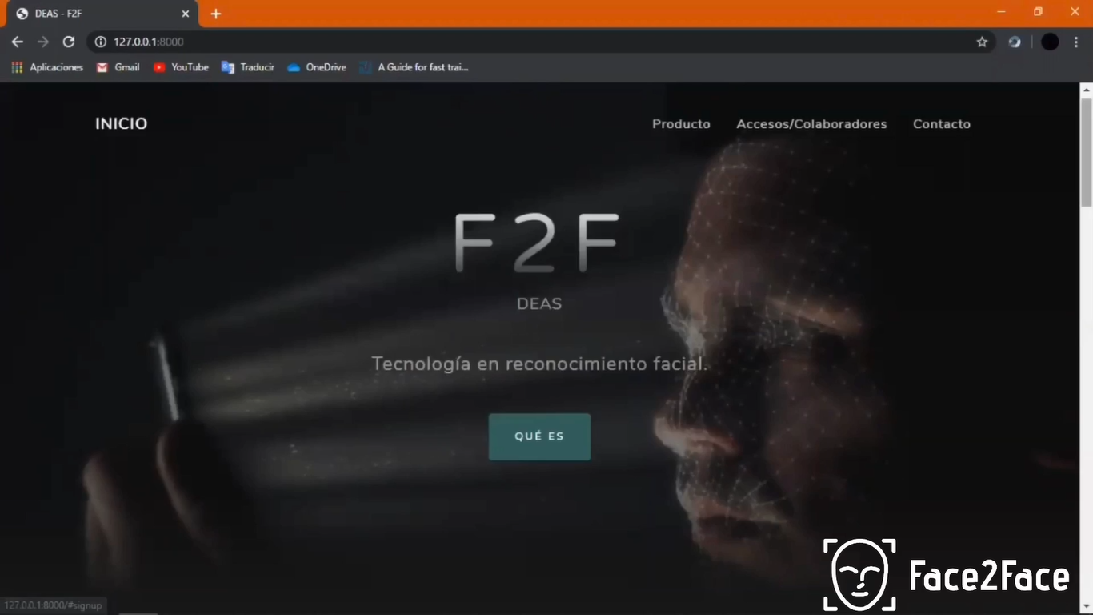 DEAS - F2F
127.0.0.1:8000
Aplicaciones Gmail YouTube Traducir OneDrive A Guide for fast trai...
INICIO Producto Accesos/Colaboradores Contacto
F2F
DEAS
Tecnología en reconocimiento facial.
QUÉ ES
Face2Face
127.0.0.1:8000/#signup